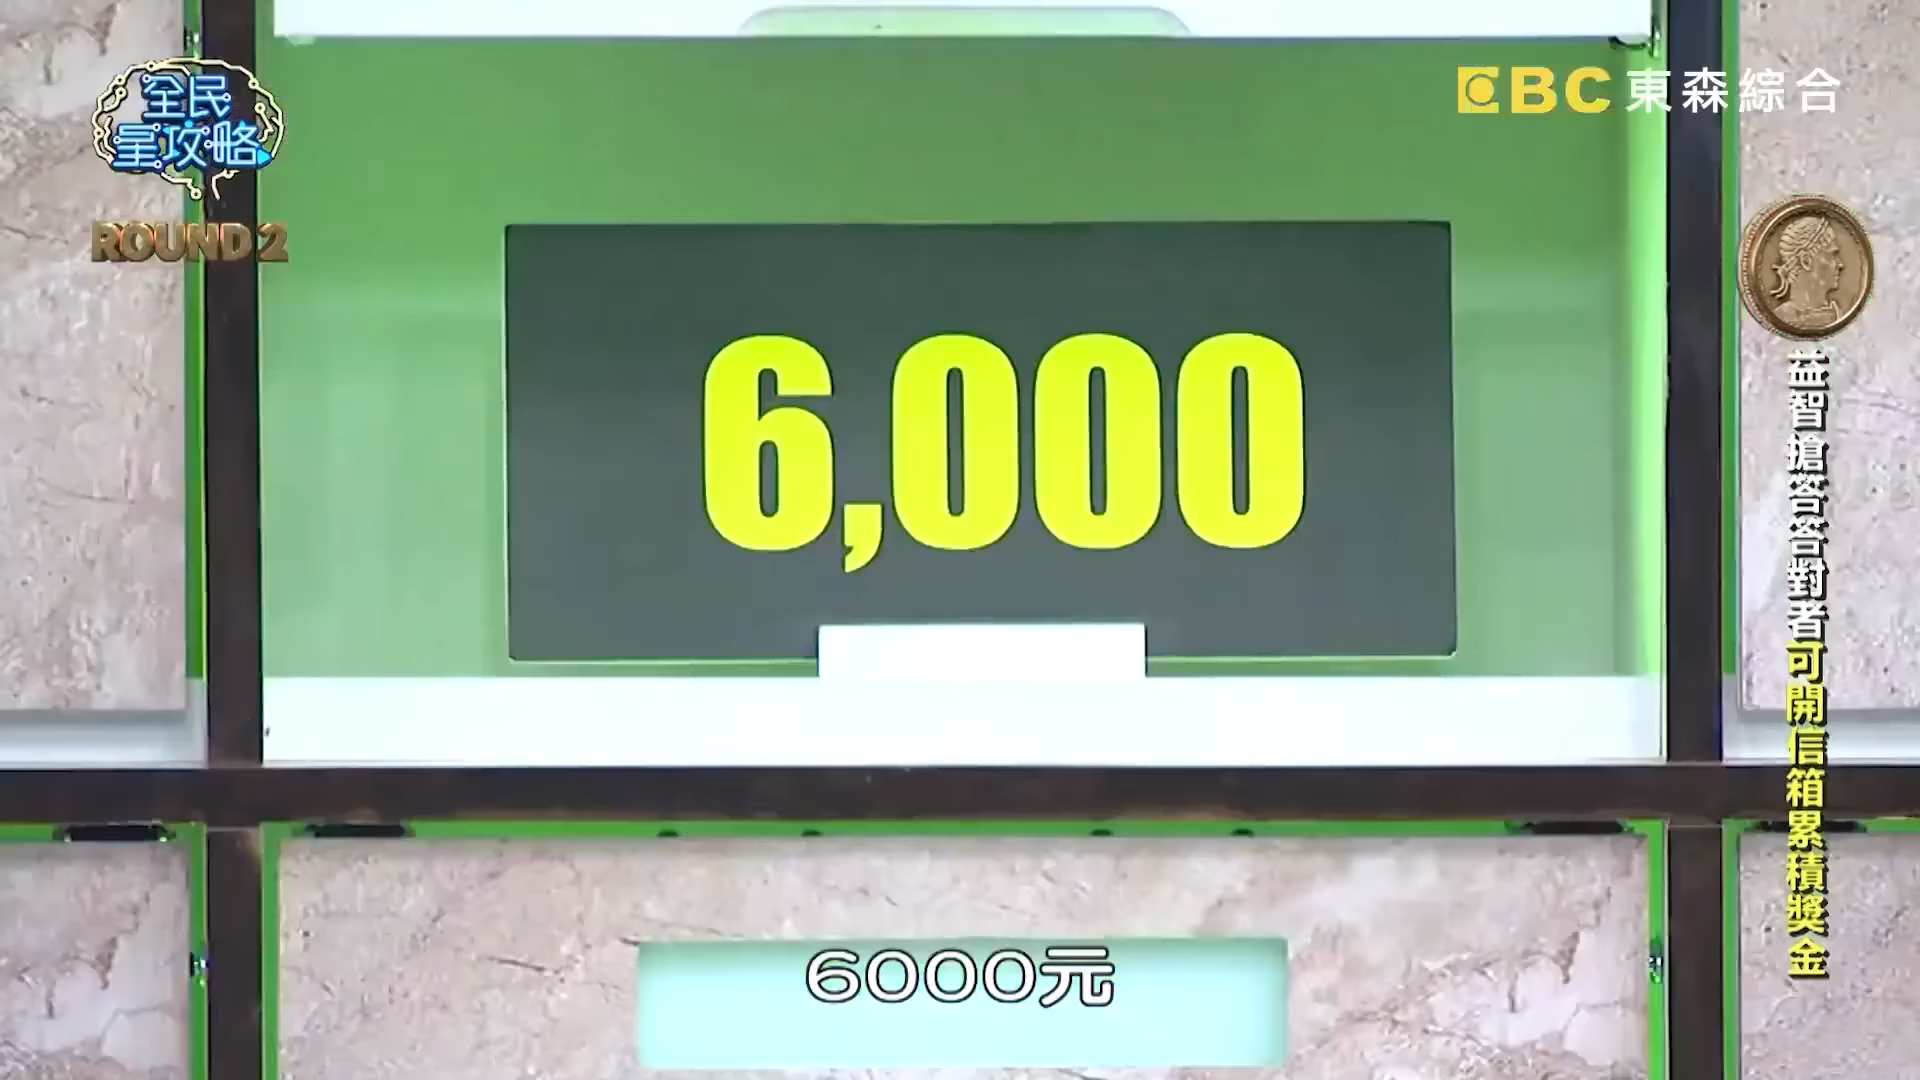 全民
星攻略
ROUND 2
EBC 東森綜合
6,000
益智搶答答對者可開信箱累積獎金
6000元